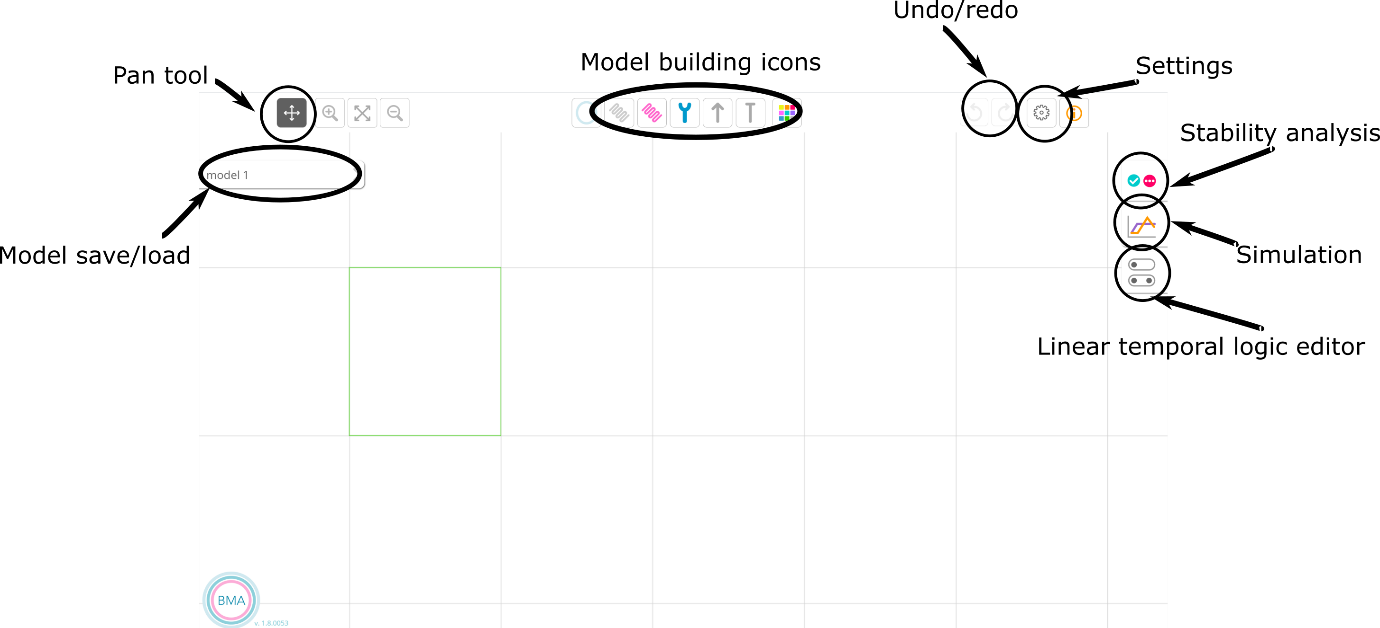 Undo/redo
Model building icons
Settings
Pan tool
Stability analysis
model 1
Model save/load
Simulation
Linear temporal logic editor
BMA
v. 1.8.0053